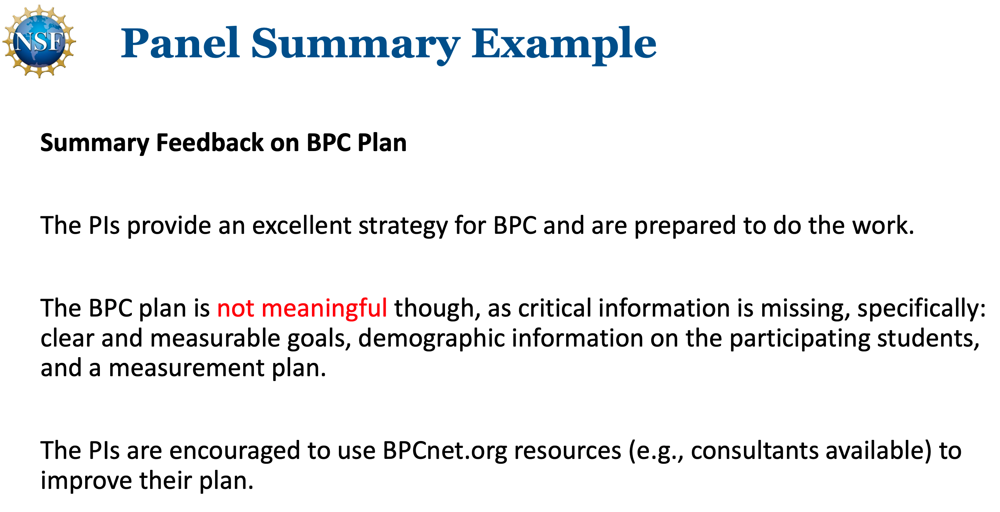 NSF
Panel Summary Example
Summary Feedback on BPC Plan
The PIs provide an excellent strategy for BPC and are prepared to do the work.
The BPC plan is not meaningful though, as critical information is missing, specifically:
clear and measurable goals, demographic information on the participating students,
and a measurement plan.
The PIs are encouraged to use BPCnet.org resources (e.g., consultants available) to
improve their plan.